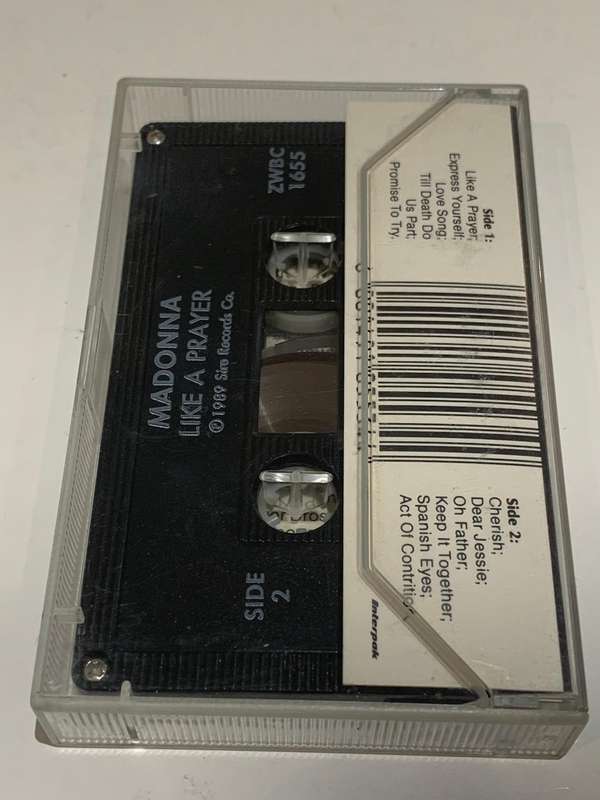 MADONNA
LIKE A PRAYER
℗1989 Sire Records Co.
ZWBC
1655
SIDE
2
Side 1:
Like A Prayer;
Express Yourself;
Love Song;
Till Death Do
Us Part;
Promise To Try.
Side 2:
Cherish;
Dear Jessie;
Oh Father;
Keep It Together;
Spanish Eyes;
Act Of Contrition.
Interpak